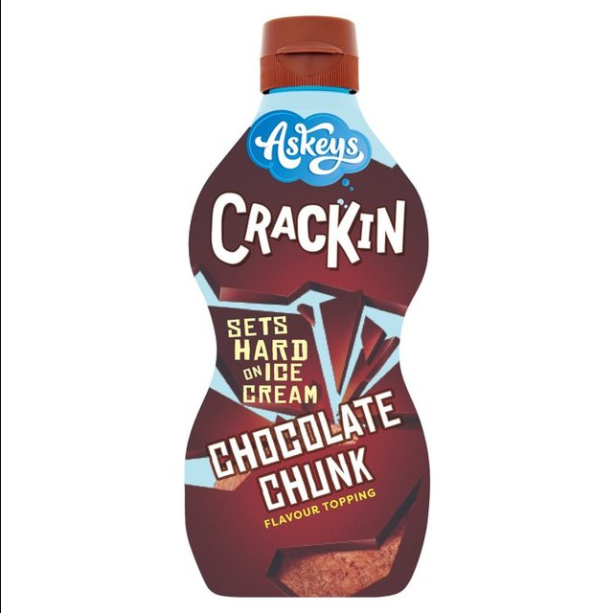 Askeys
CRACKIN
SETS
HARD
ON ICE
CREAM
CHOCOLATE
CHUNK
FLAVOUR TOPPING